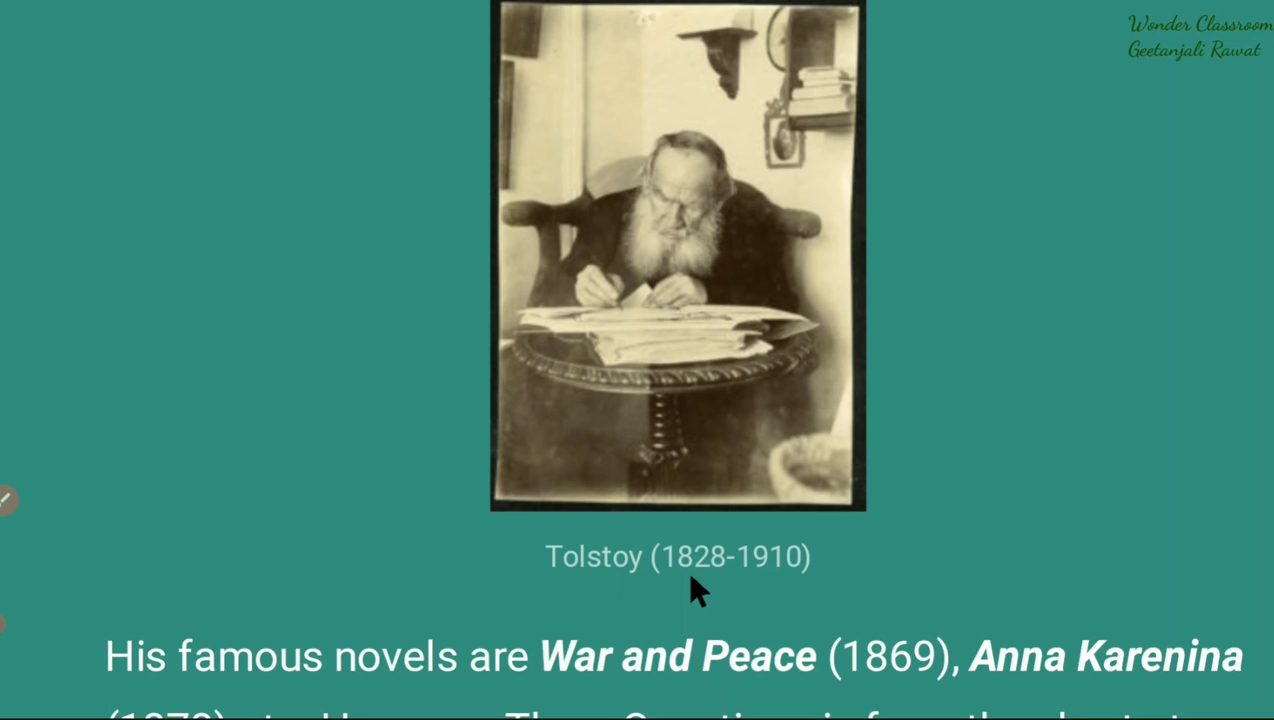 Wonder Classroom
Geetanjali Rawat
Tolstoy (1828-1910)
His famous novels are War and Peace (1869), Anna Karenina